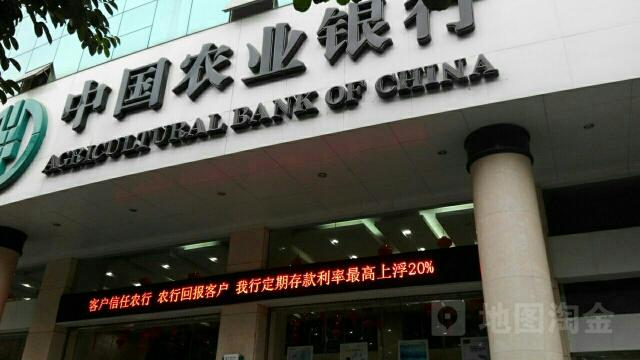 中国农业银行
AGRICULTURAL BANK OF CHINA
客户信任农行 农行回报客户 我行定期存款利率最高上浮20%
地图淘金